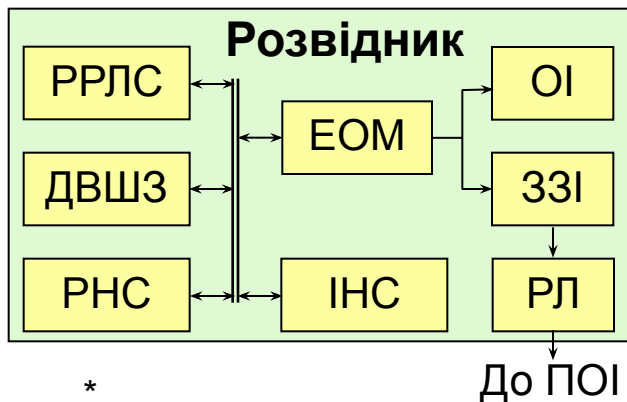 Розвідник
РРЛС
ОІ
ЕОМ
ДВШЗ
ЗЗІ
РНС
ІНС
РЛ
До ПОІ
*